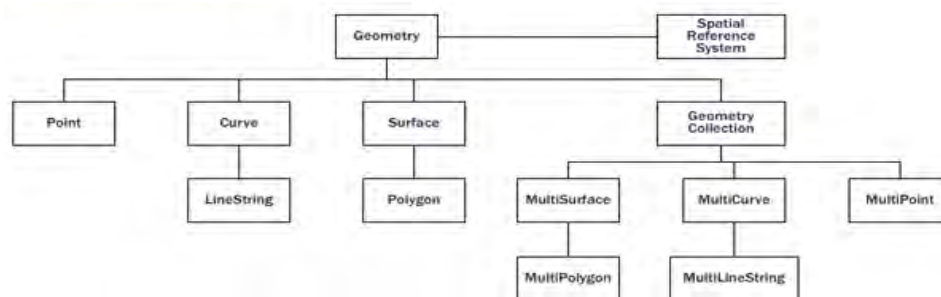 Geometry
Spatial
Reference
System
Point
Curve
Surface
Geometry
Collection
LineString
Polygon
MultiSurface
MultiCurve
MultiPoint
MultiPolygon
MultiLineString